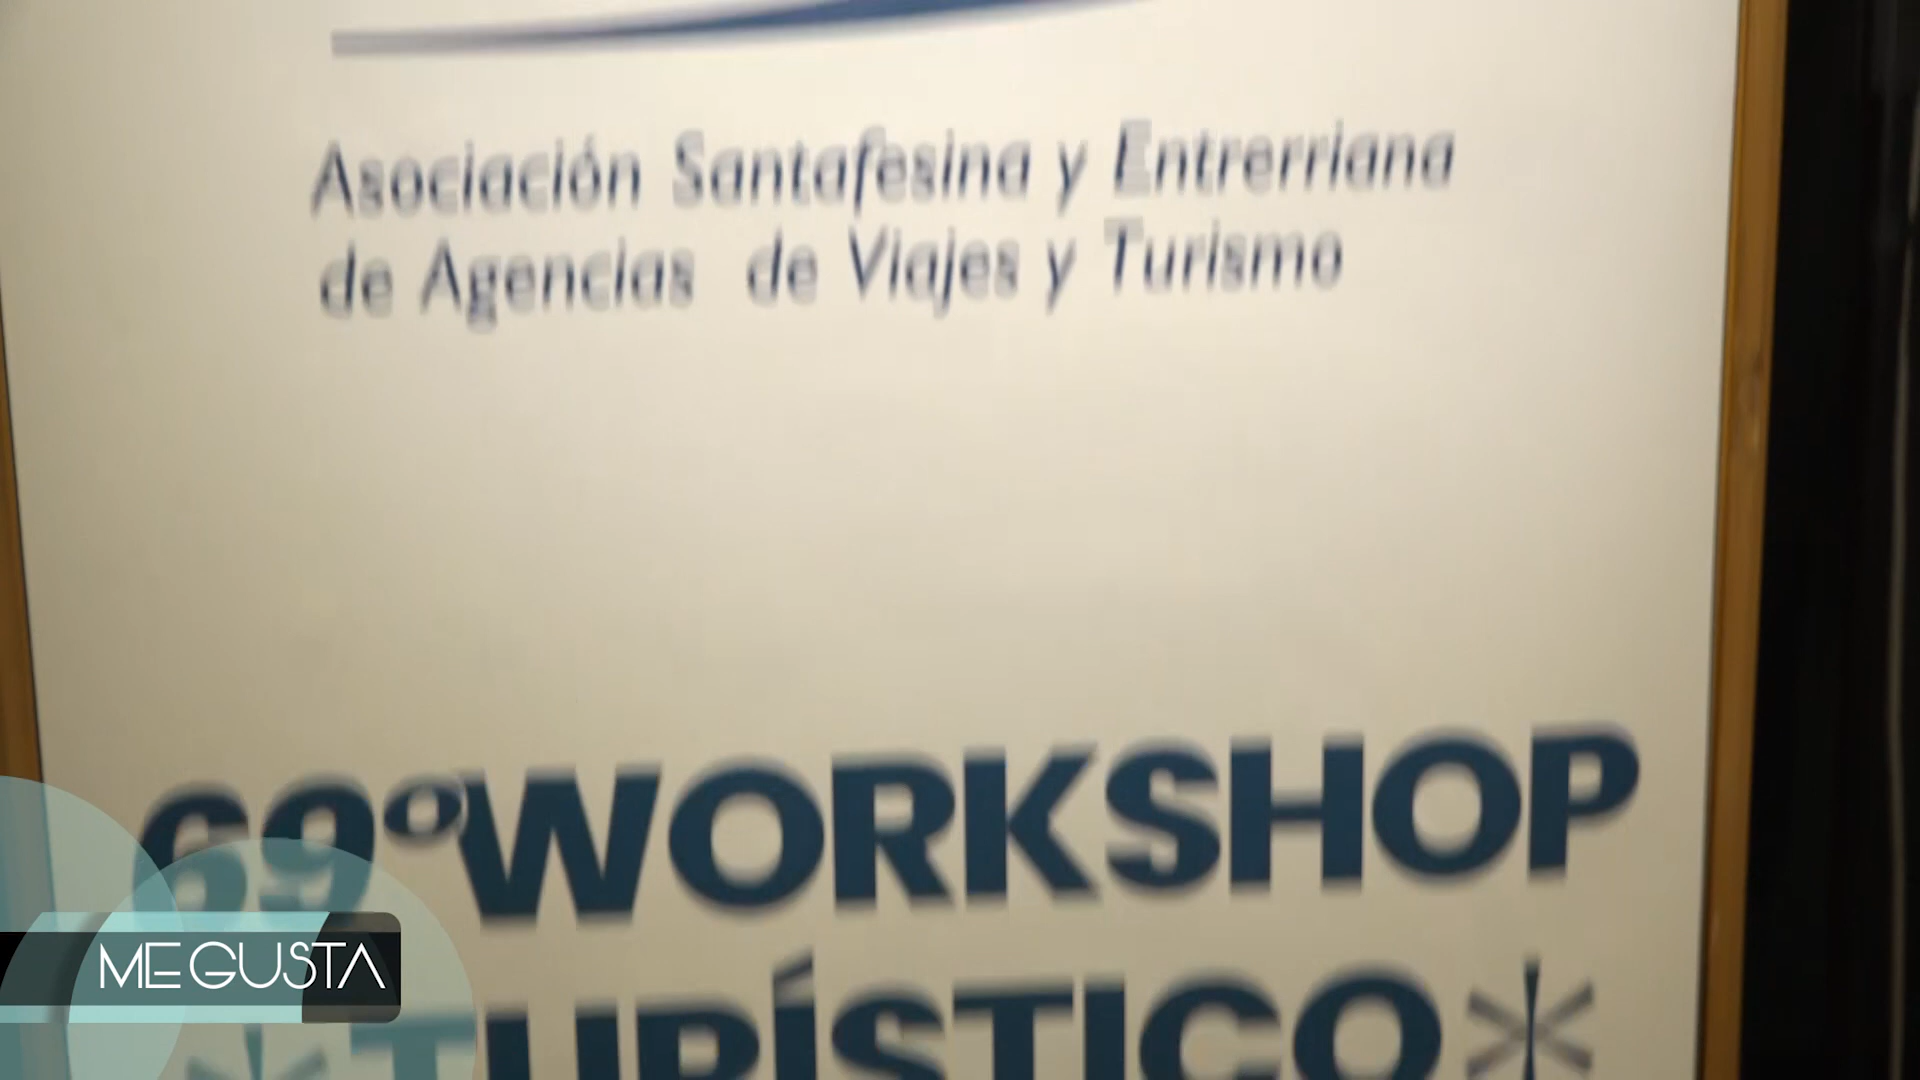 Asociación Santafesina y Entrerriana
de Agencias de Viajes y Turismo
69º WORKSHOP
TURÍSTICO
ME GUSTA